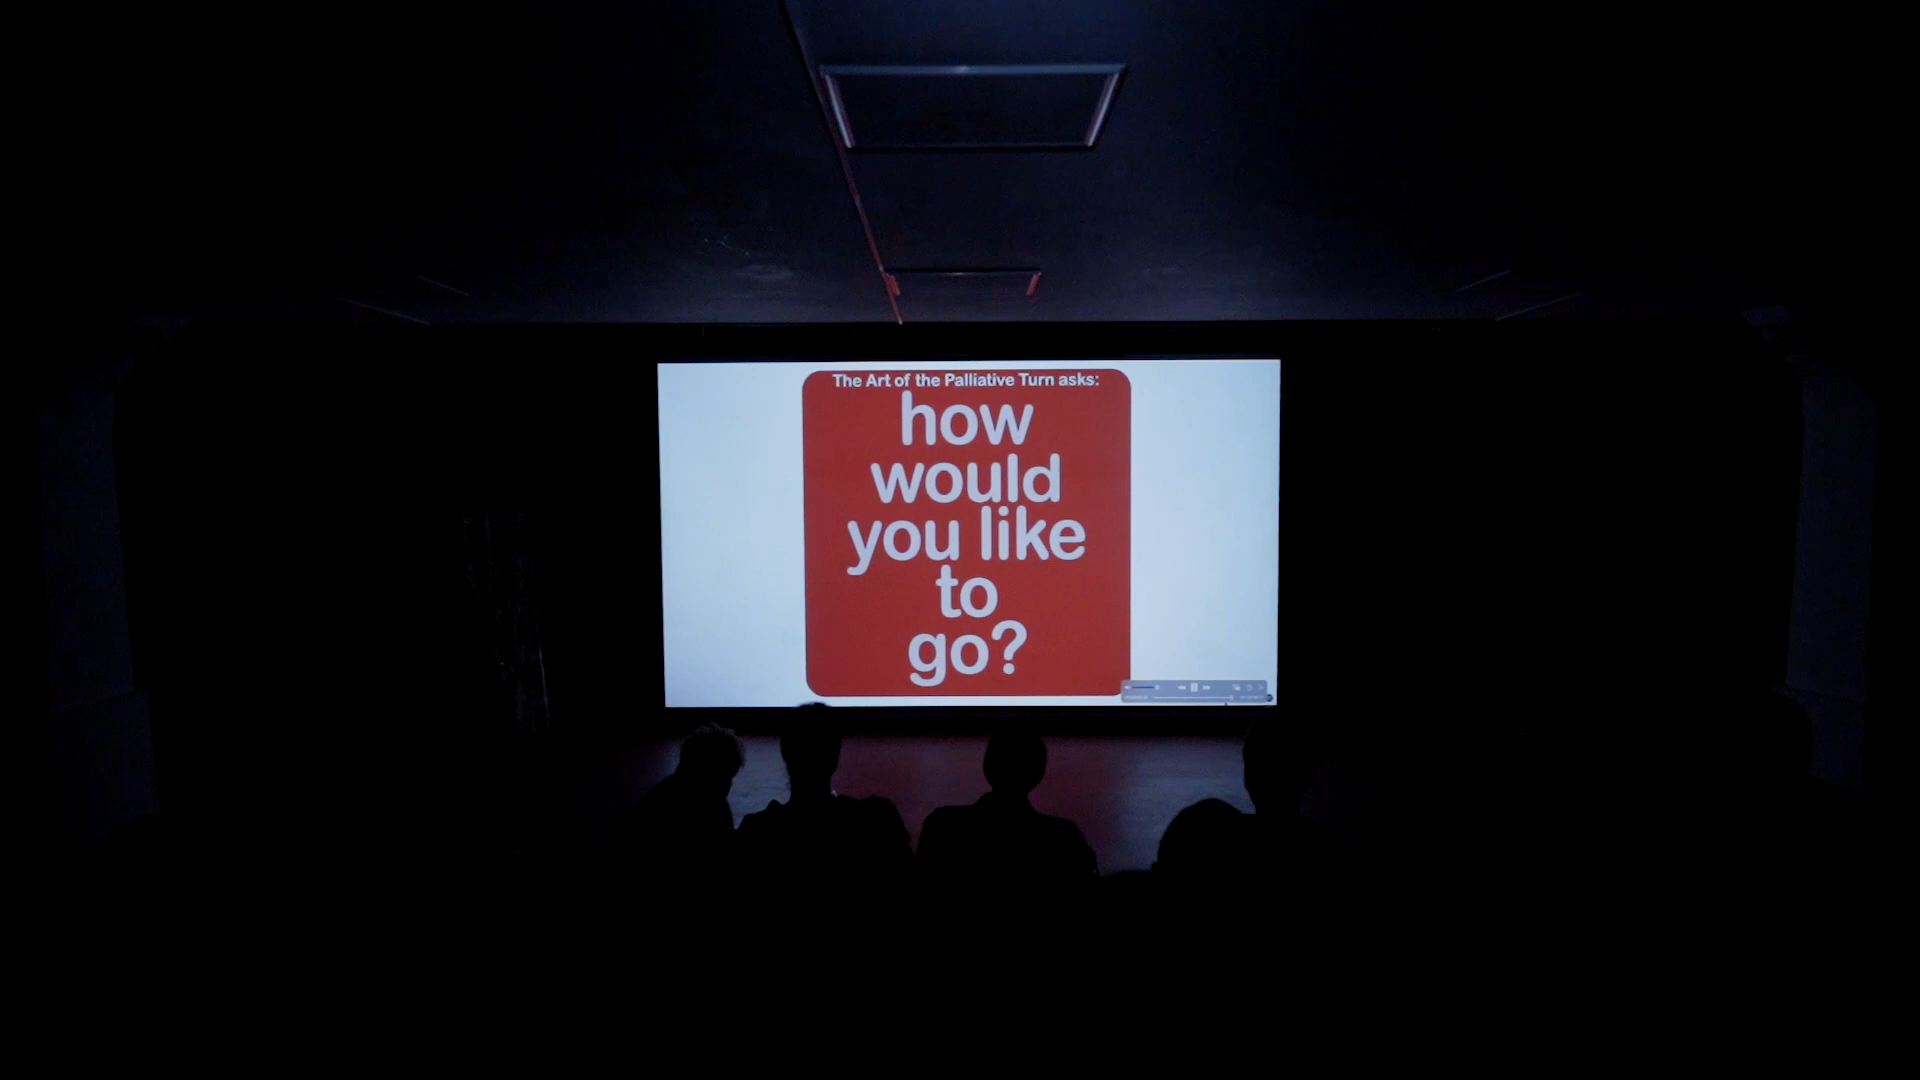 The Art of the Palliative Turn asks:
how
would
you like
to
go?